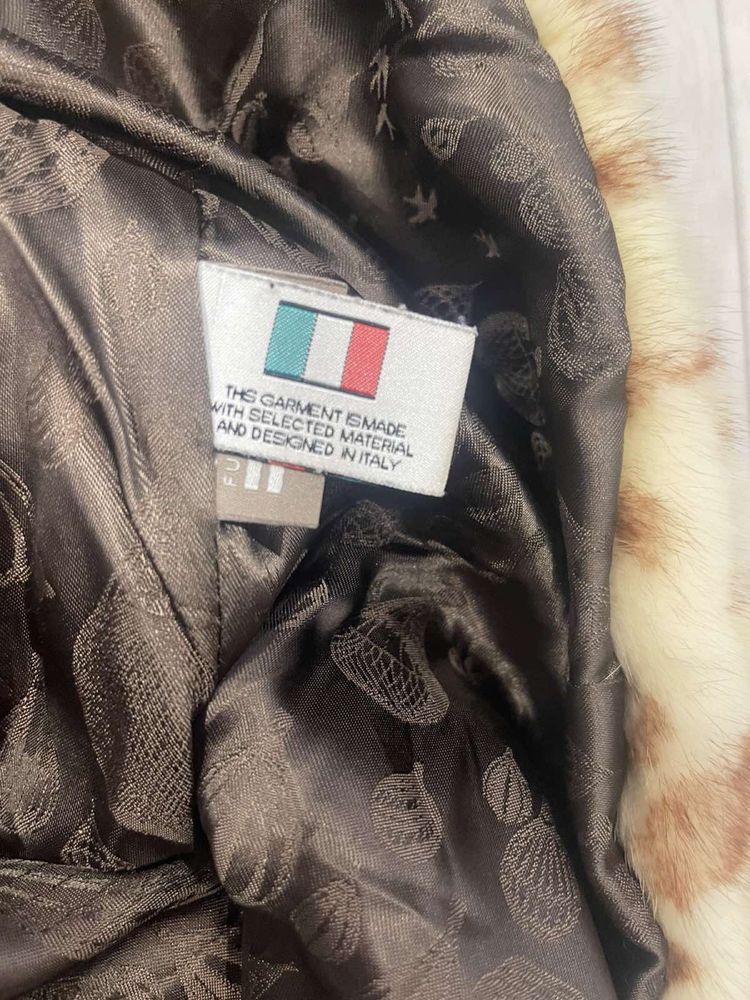 THIS GARMENT IS MADE
WITH SELECTED MATERIAL
AND DESIGNED IN ITALY
FU